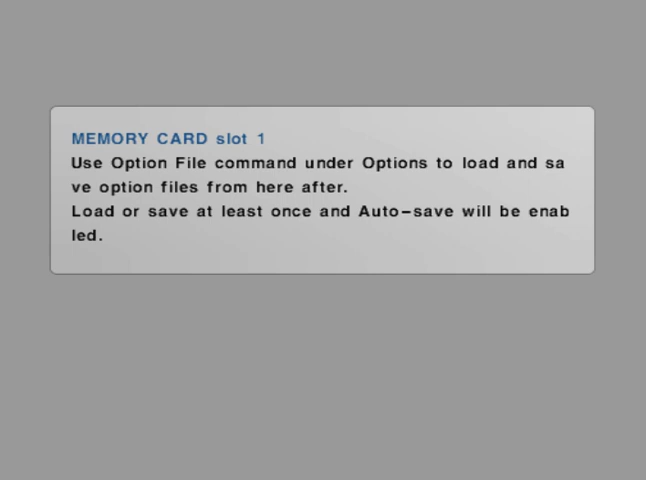 MEMORY CARD slot 1
Use Option File command under Options to load and sa
ve option files from here after.
Load or save at least once and Auto-save will be enab
led.